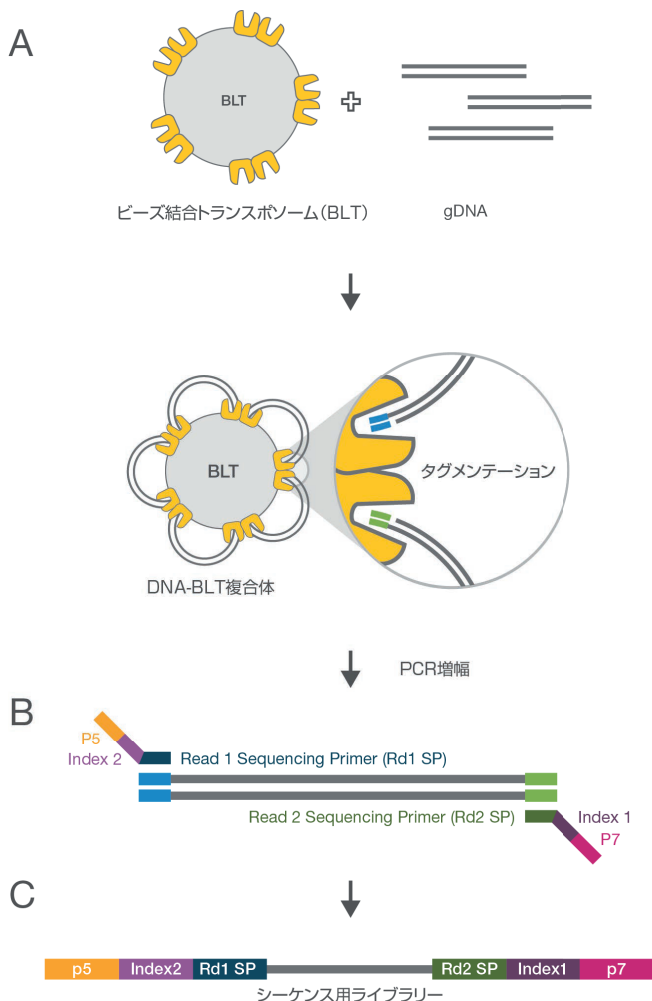 A
BLT
ビーズ結合トランスポソーム(BLT)
gDNA
BLT
タグメンテーション
DNA-BLT複合体
PCR増幅
B
P5
Index 2
Read 1 Sequencing Primer (Rd1 SP)
Read 2 Sequencing Primer (Rd2 SP)
Index 1
P7
C
p5
Index2
Rd1 SP
Rd2 SP
Index1
p7
シーケンス用ライブラリー